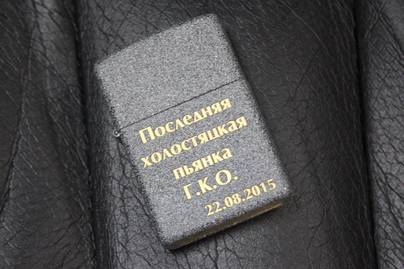 Последняя
холостяцкая
пьянка
Г.К.О.
22.08.2015